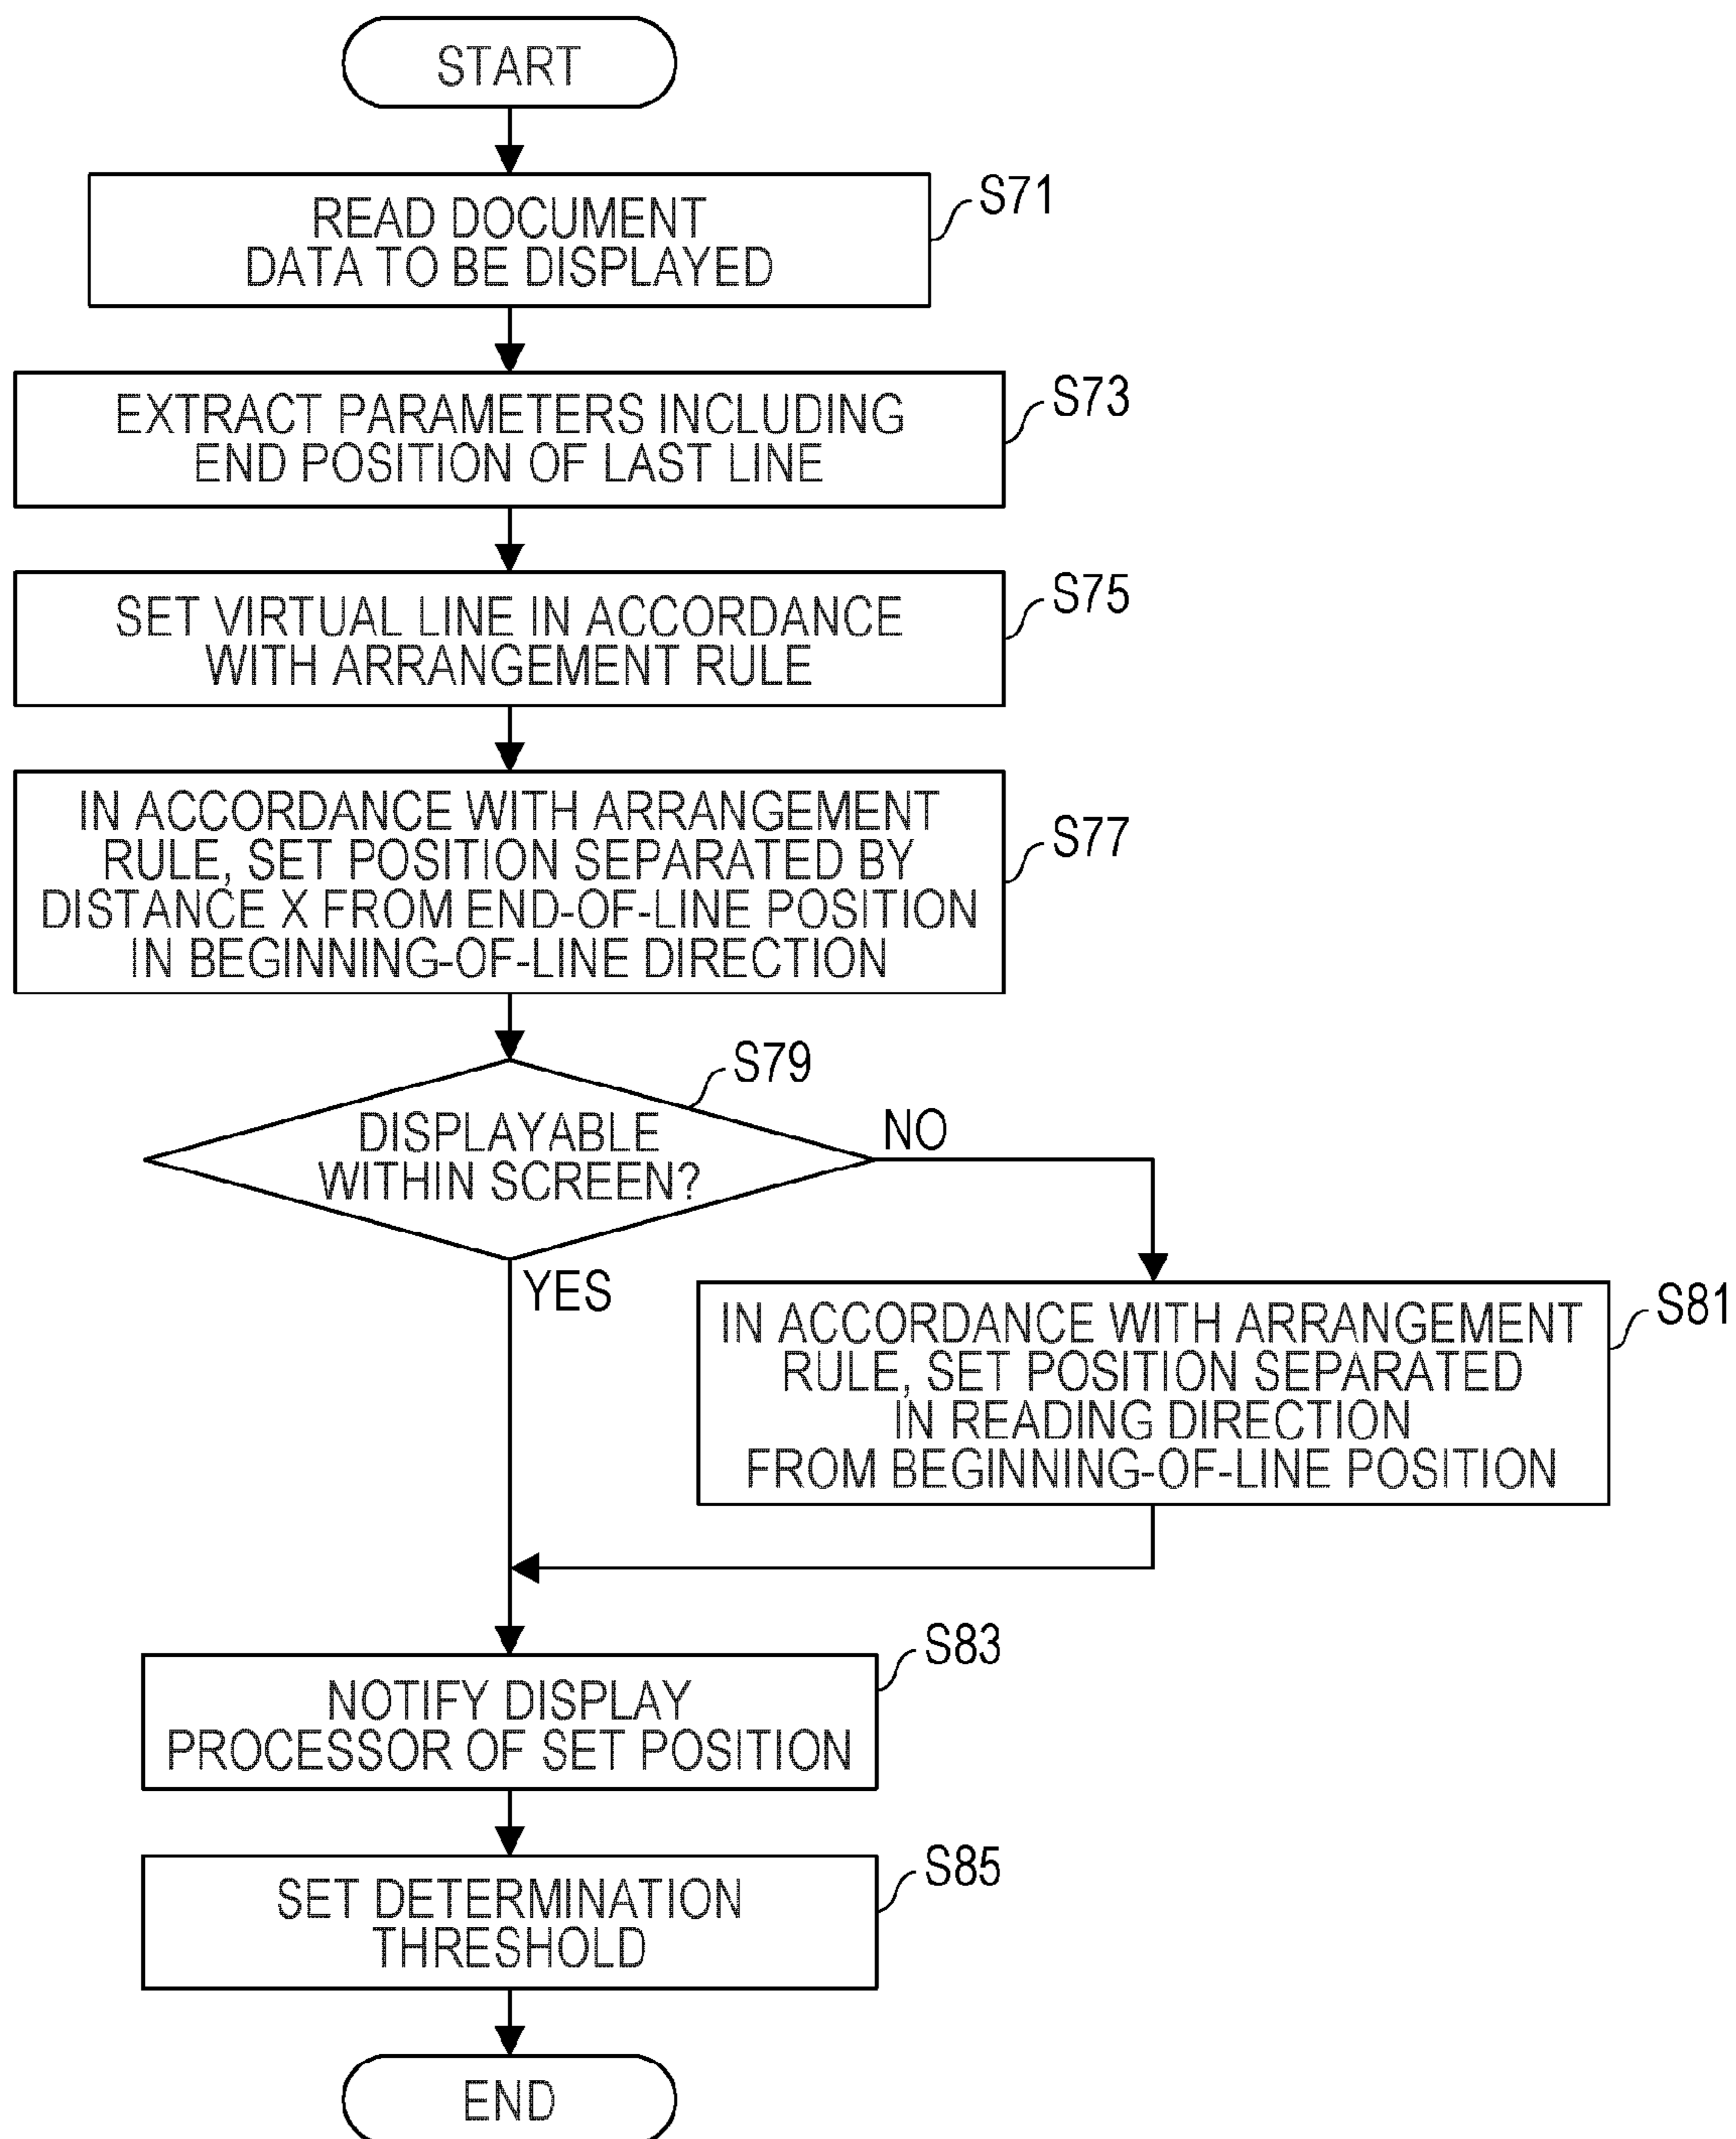 START
S71
READ DOCUMENT
DATA TO BE DISPLAYED
S73
EXTRACT PARAMETERS INCLUDING
END POSITION OF LAST LINE
S75
SET VIRTUAL LINE IN ACCORDANCE
WITH ARRANGEMENT RULE
S77
IN ACCORDANCE WITH ARRANGEMENT
RULE, SET POSITION SEPARATED BY
DISTANCE X FROM END-OF-LINE POSITION
IN BEGINNING-OF-LINE DIRECTION
S79
DISPLAYABLE
WITHIN SCREEN?
NO
YES
S81
IN ACCORDANCE WITH ARRANGEMENT
RULE, SET POSITION SEPARATED
IN READING DIRECTION
FROM BEGINNING-OF-LINE POSITION
S83
NOTIFY DISPLAY
PROCESSOR OF SET POSITION
S85
SET DETERMINATION
THRESHOLD
END